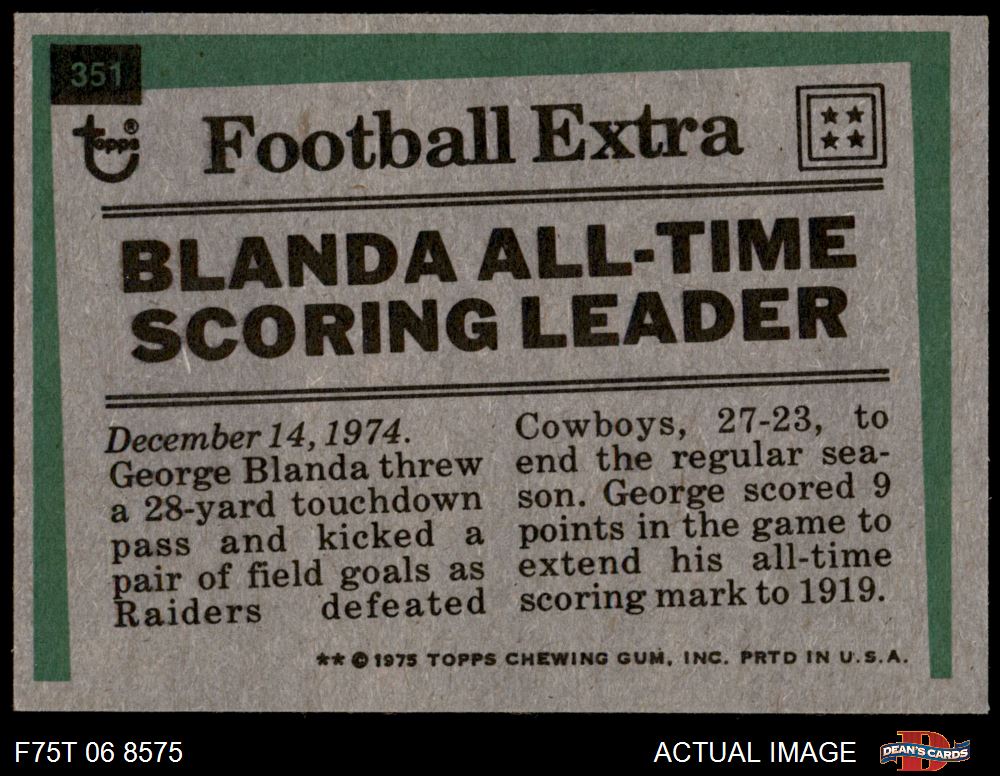 351
Topps®
Football Extra
BLANDA ALL-TIME
SCORING LEADER
December 14, 1974.
George Blanda threw
a 28-yard touchdown
pass and kicked a
pair of field goals as
Raiders defeated
Cowboys, 27-23, to
end the regular sea-
son. George scored 9
points in the game to
extend his all-time
scoring mark to 1919.
** © 1975 TOPPS CHEWING GUM, INC. PRTD IN U.S.A.
F75T 06 8575
ACTUAL IMAGE
D
DEAN'S CARDS